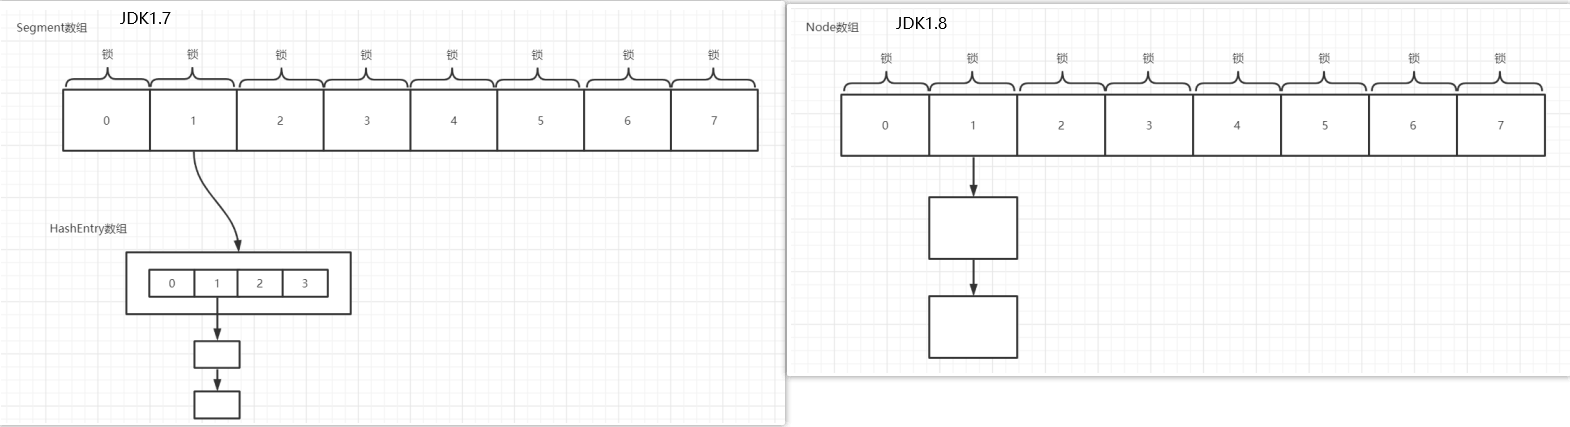 JDK1.7
Segment数组
锁 锁 锁 锁 锁 锁 锁 锁
0 1 2 3 4 5 6 7
HashEntry数组
0 1 2 3
JDK1.8
Node数组
锁 锁 锁 锁 锁 锁 锁 锁
0 1 2 3 4 5 6 7